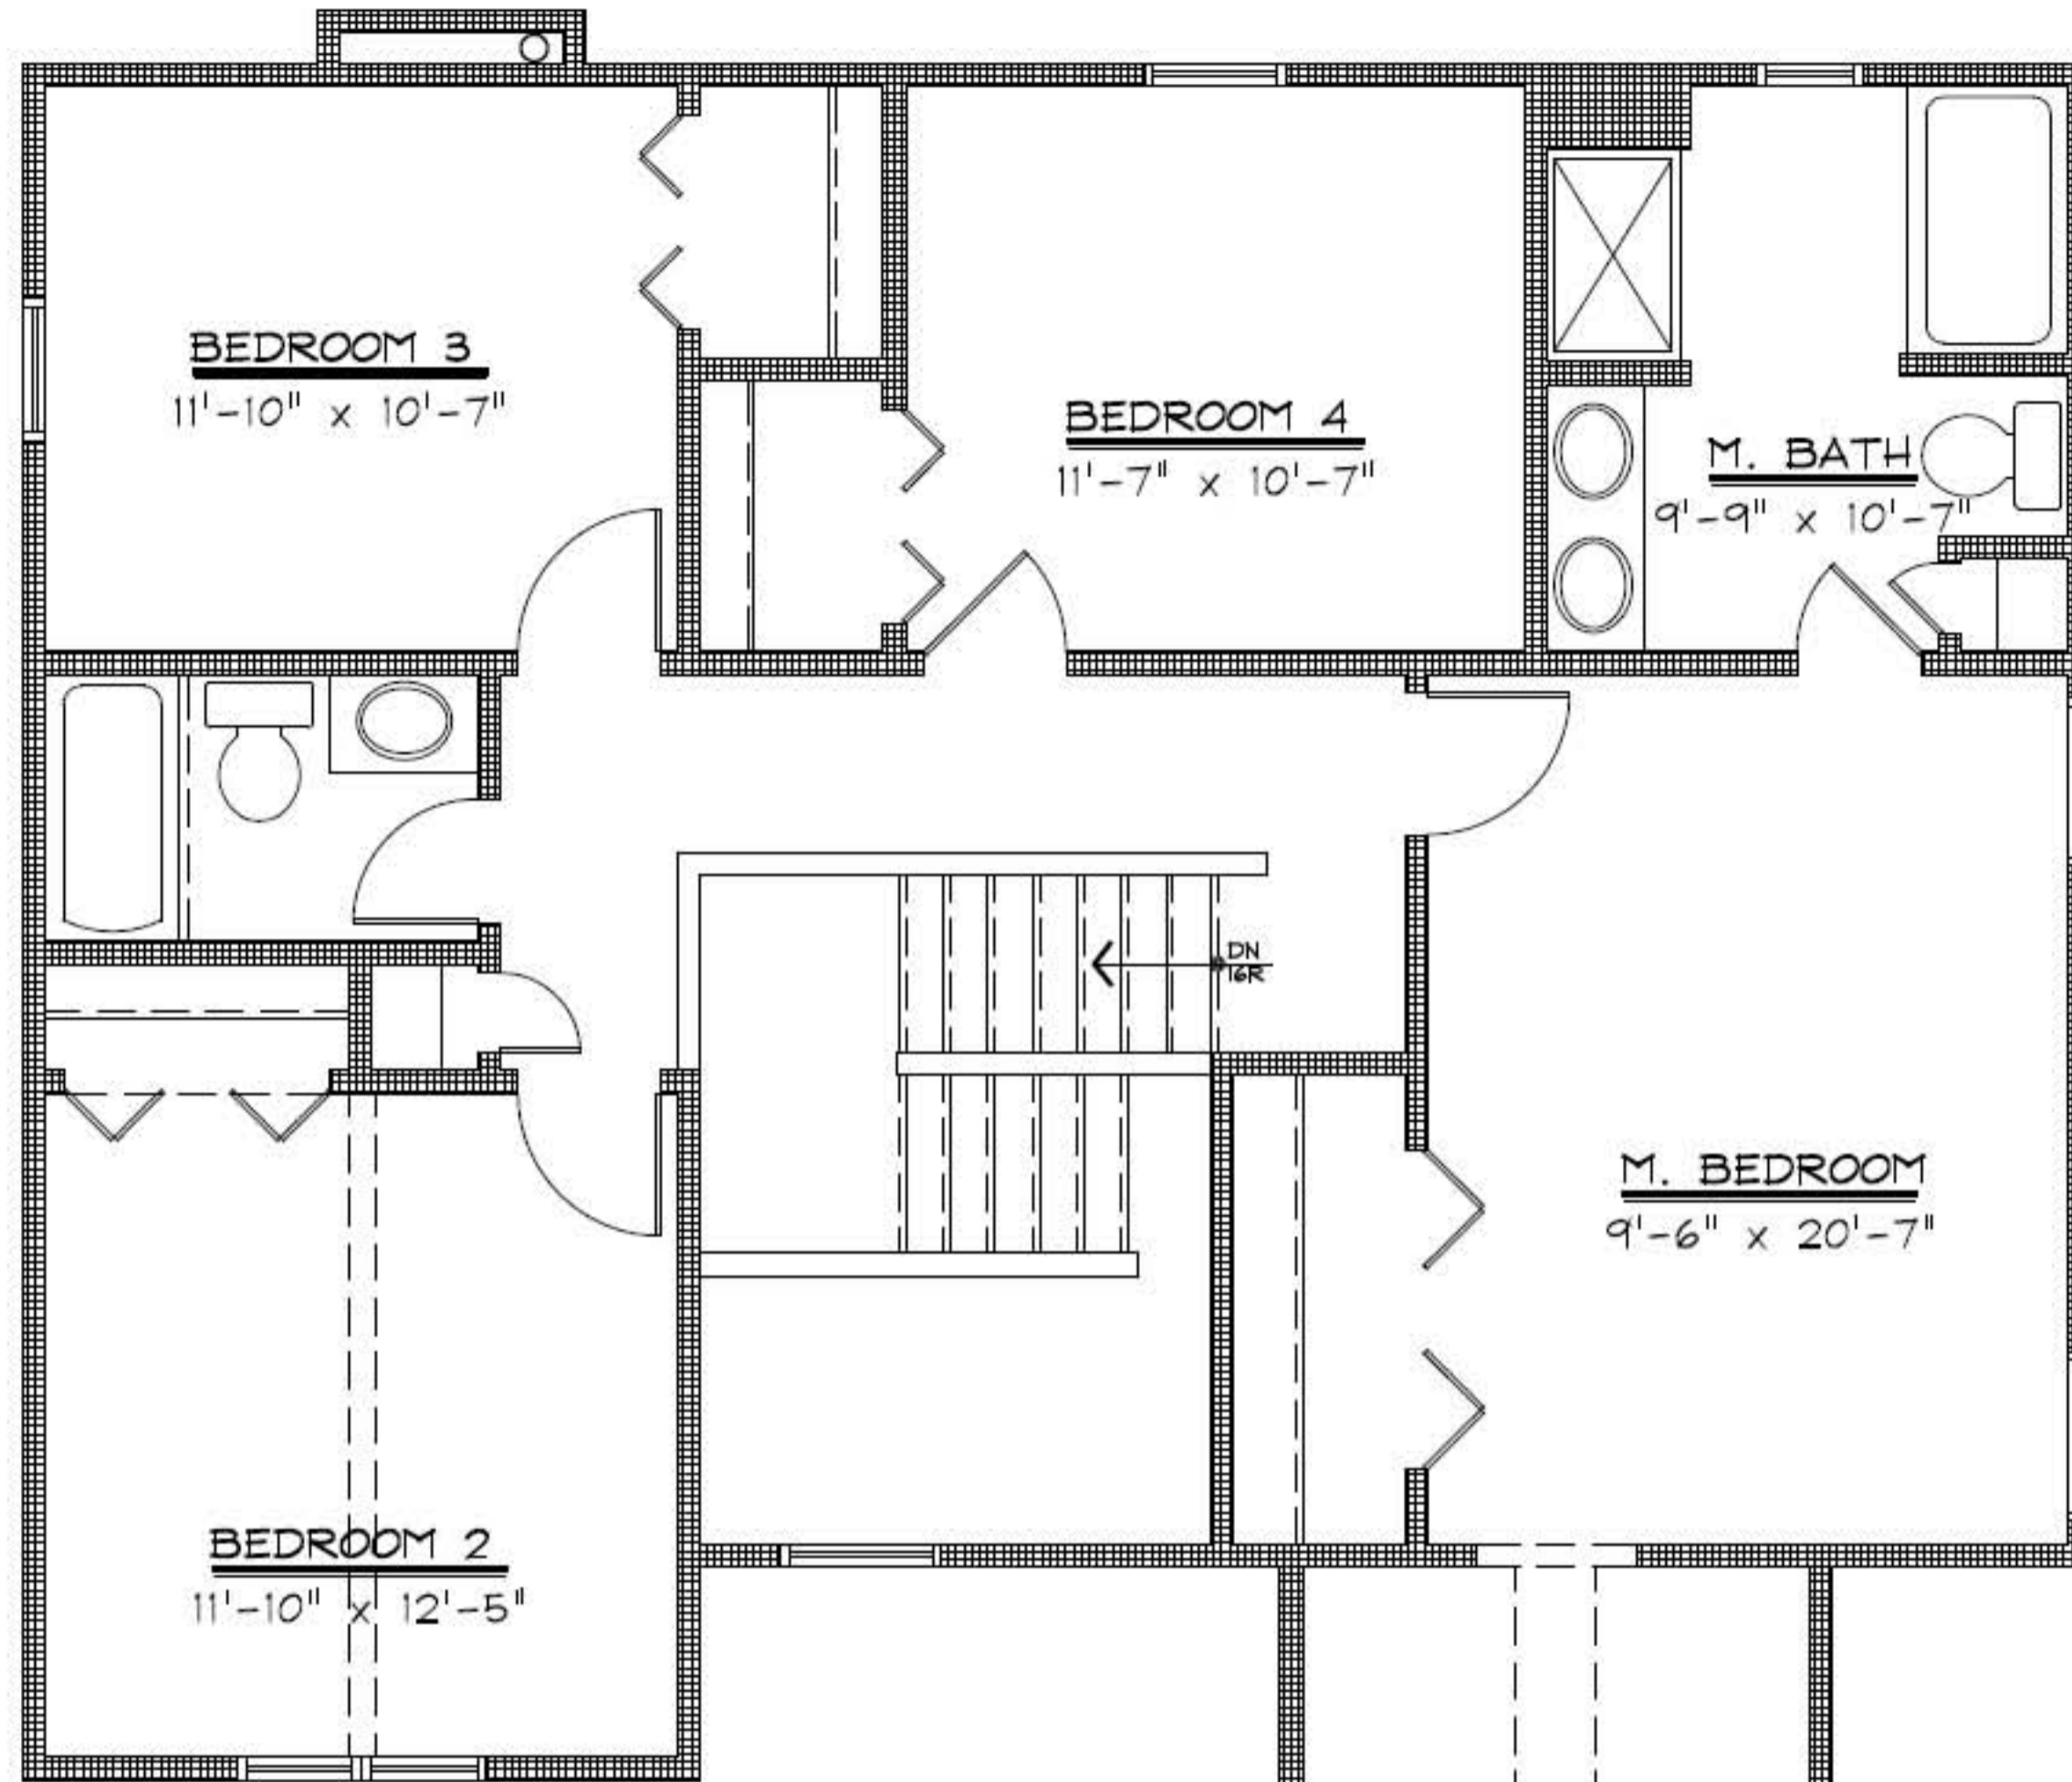 BEDROOM 3
11'-10" x 10'-7"
BEDROOM 4
11'-7" x 10'-7"
M. BATH
9'-9" x 10'-7"
DN
16R
M. BEDROOM
9'-6" x 20'-7"
BEDROOM 2
11'-10" x 12'-5"